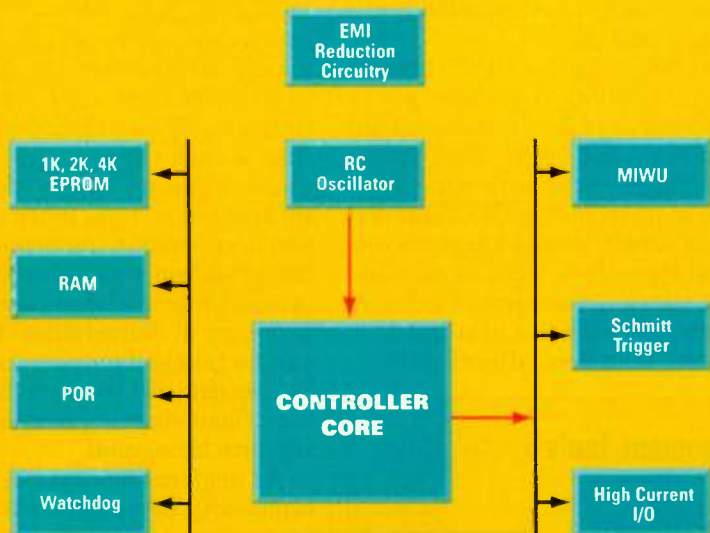 EMI
Reduction
Circuitry
1K, 2K, 4K
EPROM
RC
Oscillator
MIWU
RAM
Schmitt
Trigger
POR
CONTROLLER
CORE
Watchdog
High Current
I/O